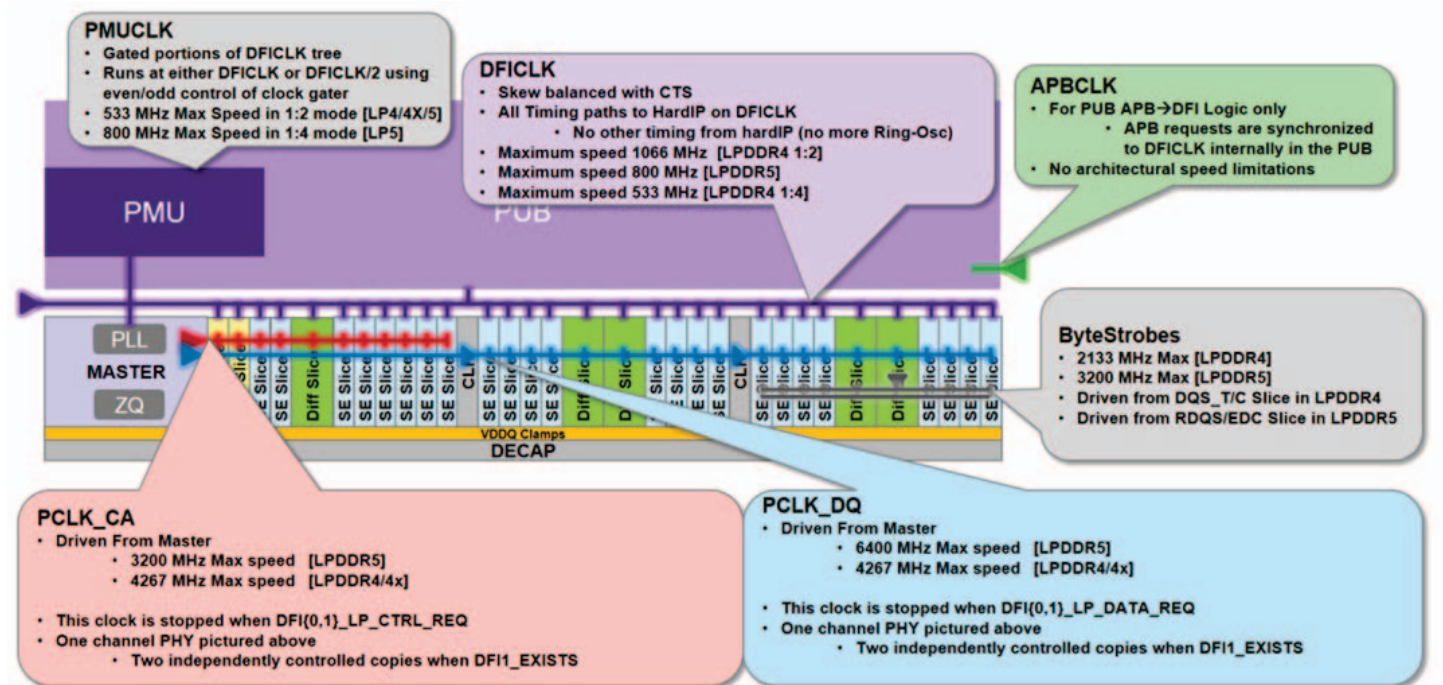 PMUCLK
• Gated portions of DFICLK tree
• Runs at either DFICLK or DFICLK/2 using
even/odd control of clock gater
• 533 MHz Max Speed in 1:2 mode [LP4/4X/5]
• 800 MHz Max Speed in 1:4 mode [LP5]
DFICLK
• Skew balanced with CTS
• All Timing paths to HardIP on DFICLK
• No other timing from hardIP (no more Ring-Osc)
• Maximum speed 1066 MHz [LPDDR4 1:2]
• Maximum speed 800 MHz [LPDDR5]
• Maximum speed 533 MHz [LPDDR4 1:4]
APBCLK
• For PUB APB→DFI Logic only
• APB requests are synchronized
to DFICLK internally in the PUB
• No architectural speed limitations
PMU
PUB
PLL
MASTER
ZQ
Slice
SE Slice
SE Slice
Diff Slice
SE Slice
SE Slice
SE Slice
SE Slice
SE Slice
SE Slice
SE Slice
SE Slice
SE Slice
Diff Slice
SE Slice
SE Slice
SE Slice
SE Slice
SE Slice
SE Slice
SE Slice
VDDQ Clamps
DECAP
ByteStrobes
• 2133 MHz Max [LPDDR4]
• 3200 MHz Max [LPDDR5]
• Driven from DQS_T/C Slice in LPDDR4
• Driven from RDQS/EDC Slice in LPDDR5
PCLK_CA
• Driven From Master
• 3200 MHz Max speed [LPDDR5]
• 4267 MHz Max speed [LPDDR4/4x]
• This clock is stopped when DFI{0,1}_LP_CTRL_REQ
• One channel PHY pictured above
• Two independently controlled copies when DFI1_EXISTS
PCLK_DQ
• Driven From Master
• 6400 MHz Max speed [LPDDR5]
• 4267 MHz Max speed [LPDDR4/4x]
• This clock is stopped when DFI{0,1}_LP_DATA_REQ
• One channel PHY pictured above
• Two independently controlled copies when DFI1_EXISTS